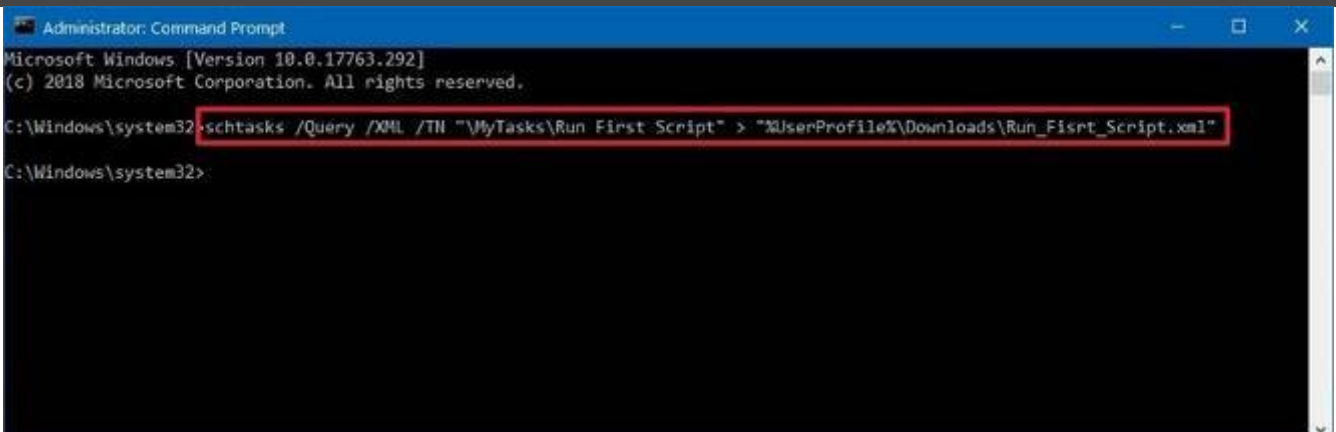 Administrator: Command Prompt
Microsoft Windows [Version 10.0.17763.292]
(c) 2018 Microsoft Corporation. All rights reserved.
C:\Windows\system32>schtasks /Query /XML /TN "\MyTasks\Run First Script" > "%UserProfile%\Downloads\Run_Fisrt_Script.xml"
C:\Windows\system32>